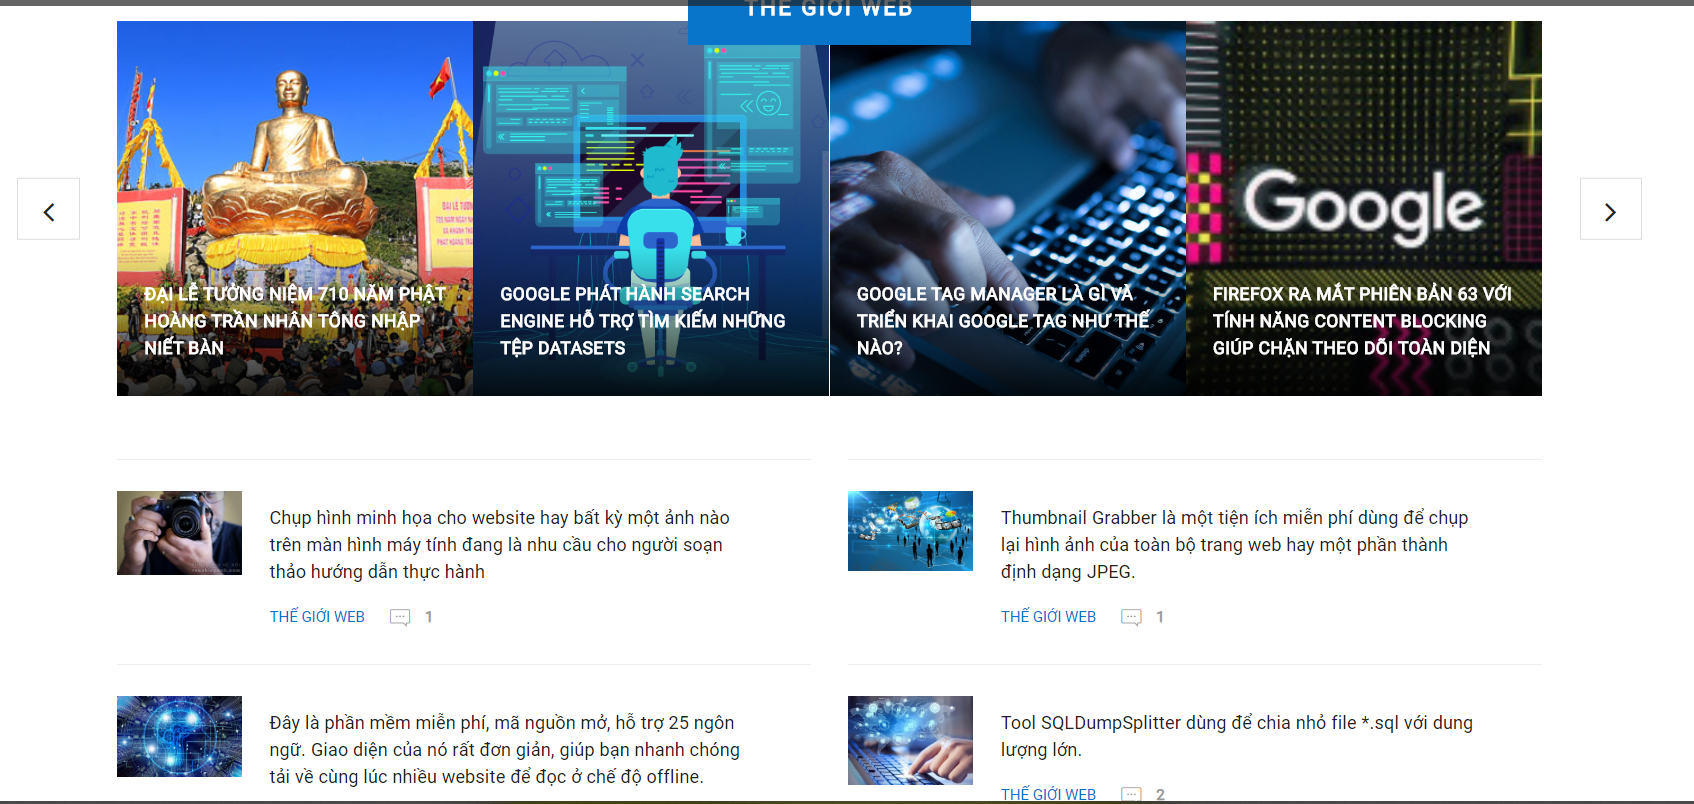 THẾ GIỚI WEB
Google
ĐẠI LỄ TƯỞNG NIỆM 710 NĂM PHẬT
HOÀNG TRẦN NHÂN TÔNG NHẬP
NIẾT BÀN
GOOGLE PHÁT HÀNH SEARCH
ENGINE HỖ TRỢ TÌM KIẾM NHỮNG
TỆP DATASETS
GOOGLE TAG MANAGER LÀ GÌ VÀ
TRIỂN KHAI GOOGLE TAG NHƯ THẾ
NÀO?
FIREFOX RA MẮT PHIÊN BẢN 63 VỚI
TÍNH NĂNG CONTENT BLOCKING
GIÚP CHẶN THEO DÕI TOÀN DIỆN
Chụp hình minh họa cho website hay bất kỳ một ảnh nào
trên màn hình máy tính đang là nhu cầu cho người soạn
thảo hướng dẫn thực hành
THẾ GIỚI WEB 1
Thumbnail Grabber là một tiện ích miễn phí dùng để chụp
lại hình ảnh của toàn bộ trang web hay một phần thành
định dạng JPEG.
THẾ GIỚI WEB 1
Đây là phần mềm miễn phí, mã nguồn mở, hỗ trợ 25 ngôn
ngữ. Giao diện của nó rất đơn giản, giúp bạn nhanh chóng
tải về cùng lúc nhiều website để đọc ở chế độ offline.
Tool SQLDumpSplitter dùng để chia nhỏ file *.sql với dung
lượng lớn.
THẾ GIỚI WEB 2